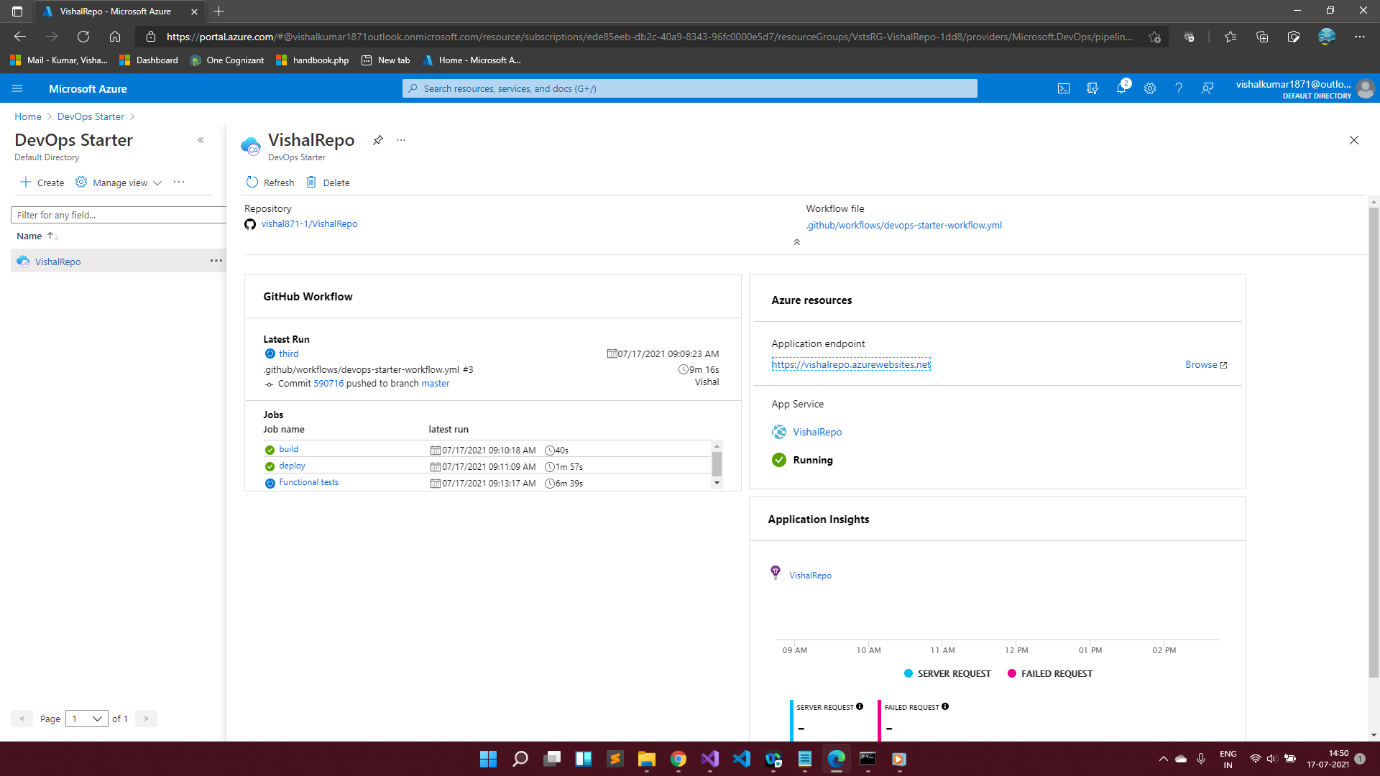 VishalRepo - Microsoft Azure
https://portal.azure.com/#@vishalkumar1871outlook.onmicrosoft.com/resource/subscriptions/ede85eeb-db2c-40a9-8343-96fc0000e5d7/resourceGroups/VstsRG-VishalRepo-1dd8/providers/Microsoft.DevOps/pipelin...
Mail - Kumar, Visha... Dashboard One Cognizant handbook.php New tab Home - Microsoft A...
Microsoft Azure
Search resources, services, and docs (G+/)
2
vishalkumar1871@outlo...
DEFAULT DIRECTORY
Home > DevOps Starter >
DevOps Starter
Default Directory
Create Manage view ...
Filter for any field...
Name
VishalRepo ...
Page 1 of 1
VishalRepo ...
DevOps Starter
Refresh Delete
Repository
vishal871-1/VishalRepo
Workflow file
.github/workflows/devops-starter-workflow.yml
GitHub Workflow
Latest Run
third 07/17/2021 09:09:23 AM
.github/workflows/devops-starter-workflow.yml #3 9m 16s
Commit 590716 pushed to branch master Vishal
Jobs
Job name latest run
build 07/17/2021 09:10:18 AM 40s
deploy 07/17/2021 09:11:09 AM 1m 57s
Functional tests 07/17/2021 09:13:17 AM 6m 39s
Azure resources
Application endpoint
https://vishalrepo.azurewebsites.net Browse
App Service
VishalRepo
Running
Application Insights
VishalRepo
09 AM 10 AM 11 AM 12 PM 01 PM 02 PM
SERVER REQUEST FAILED REQUEST
SERVER REQUEST FAILED REQUEST
-- --
ENG
IN
14:50
17-07-2021
1